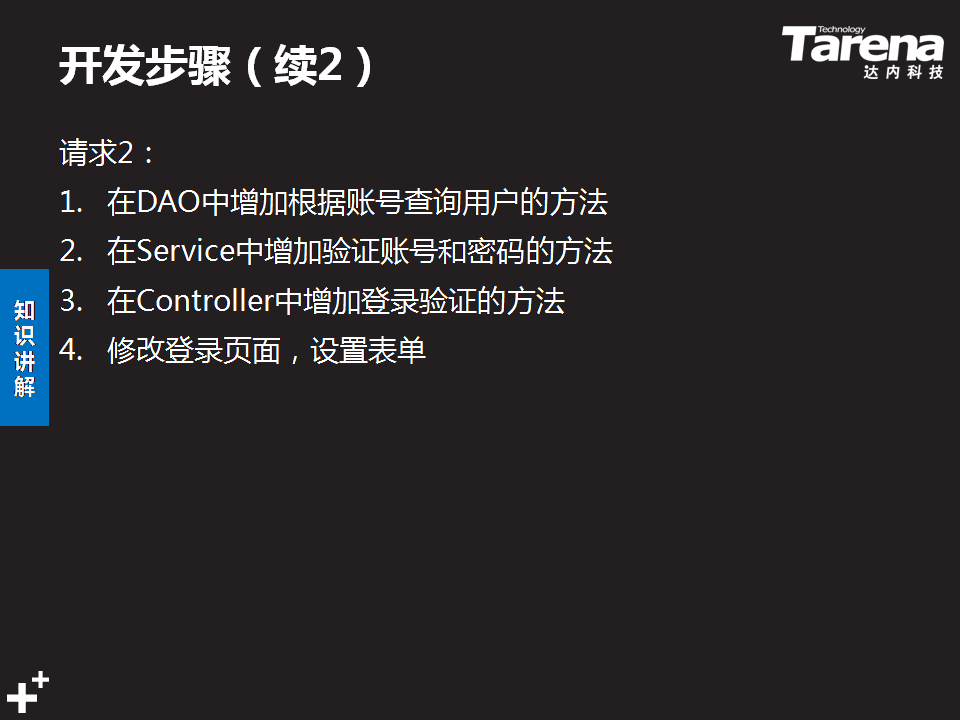 开发步骤（续2）
Technology
Tarena
达内科技
请求2：
1. 在DAO中增加根据账号查询用户的方法
2. 在Service中增加验证账号和密码的方法
3. 在Controller中增加登录验证的方法
4. 修改登录页面，设置表单
知识讲解